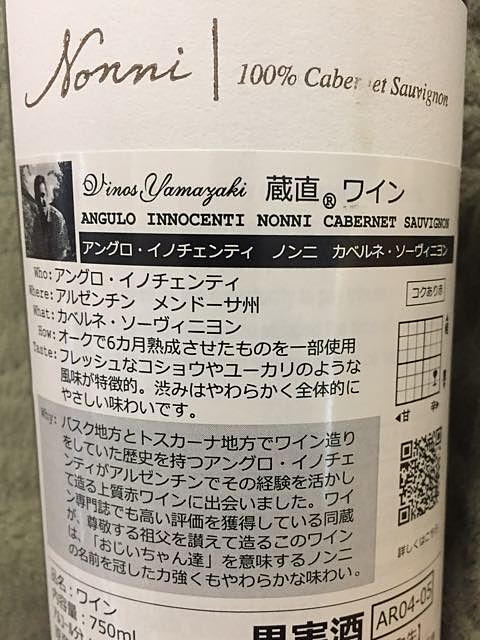 Nonni | 100% Cabernet Sauvignon
Vinos Yamazaki 蔵直®ワイン
ANGULO INNOCENTI NONNI CABERNET SAUVIGNON
アングロ・イノチェンティ ノンニ カベルネ・ソーヴィニヨン
Who:アングロ・イノチェンティ
Where:アルゼンチン メンドーサ州
What:カベルネ・ソーヴィニヨン
How:オークで6カ月熟成させたものを一部使用
Taste:フレッシュなコショウやユーカリのような
風味が特徴的。渋みはやわらかく全体的に
やさしい味わいです。
コクあり赤
◀甘 辛▶
詳しくはこちら
Why:バスク地方とトスカーナ地方でワイン造り
をしていた歴史を持つアングロ・イノチェ
ンティがアルゼンチンでその経験を活かし
て造る上質赤ワインに出会いました。ワイ
ン専門誌でも高い評価を獲得している同蔵
が、尊敬する祖父を讃えて造るこのワイン
は、「おじいちゃん達」を意味するノンニ
の名前を冠した力強くもやわらかな味わい。
品名:ワイン
内容量:750ml
果実酒
AR04-05